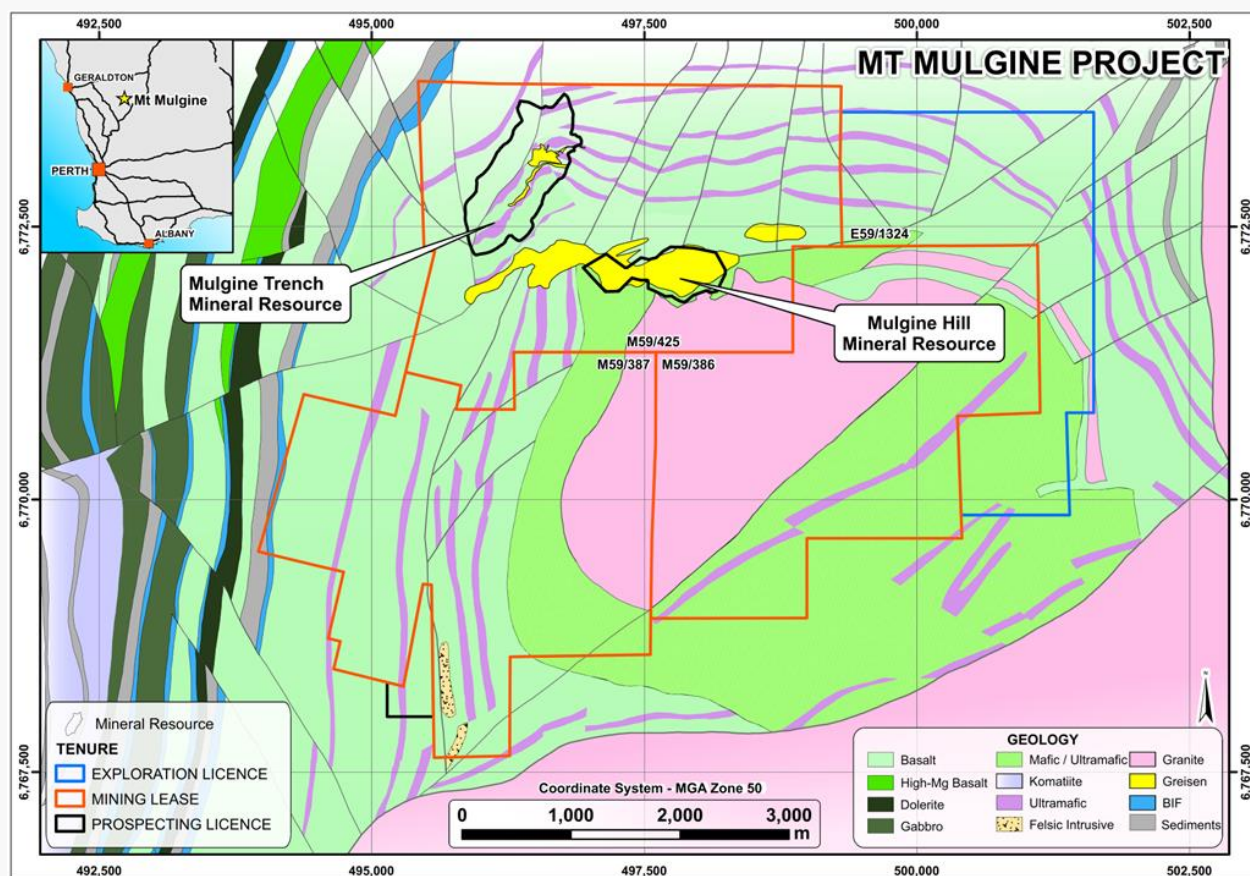 492,500
495,000
497,500
500,000
502,500
MT MULGINE PROJECT
GERALDTON
Mt Mulgine
PERTH
ALBANY
6,772,500
6,772,500
E59/1324
Mulgine Trench
Mineral Resource
Mulgine Hill
Mineral Resource
M59/425
M59/387
M59/386
6,770,000
6,770,000
N
Mineral Resource
TENURE
EXPLORATION LICENCE
MINING LEASE
PROSPECTING LICENCE
6,767,500
6,767,500
Coordinate System - MGA Zone 50
0
1,000
2,000
3,000
m
GEOLOGY
Basalt
High-Mg Basalt
Dolerite
Gabbro
Mafic / Ultramafic
Komatiite
Ultramafic
Felsic Intrusive
Granite
Greisen
BIF
Sediments
492,500
495,000
497,500
500,000
502,500